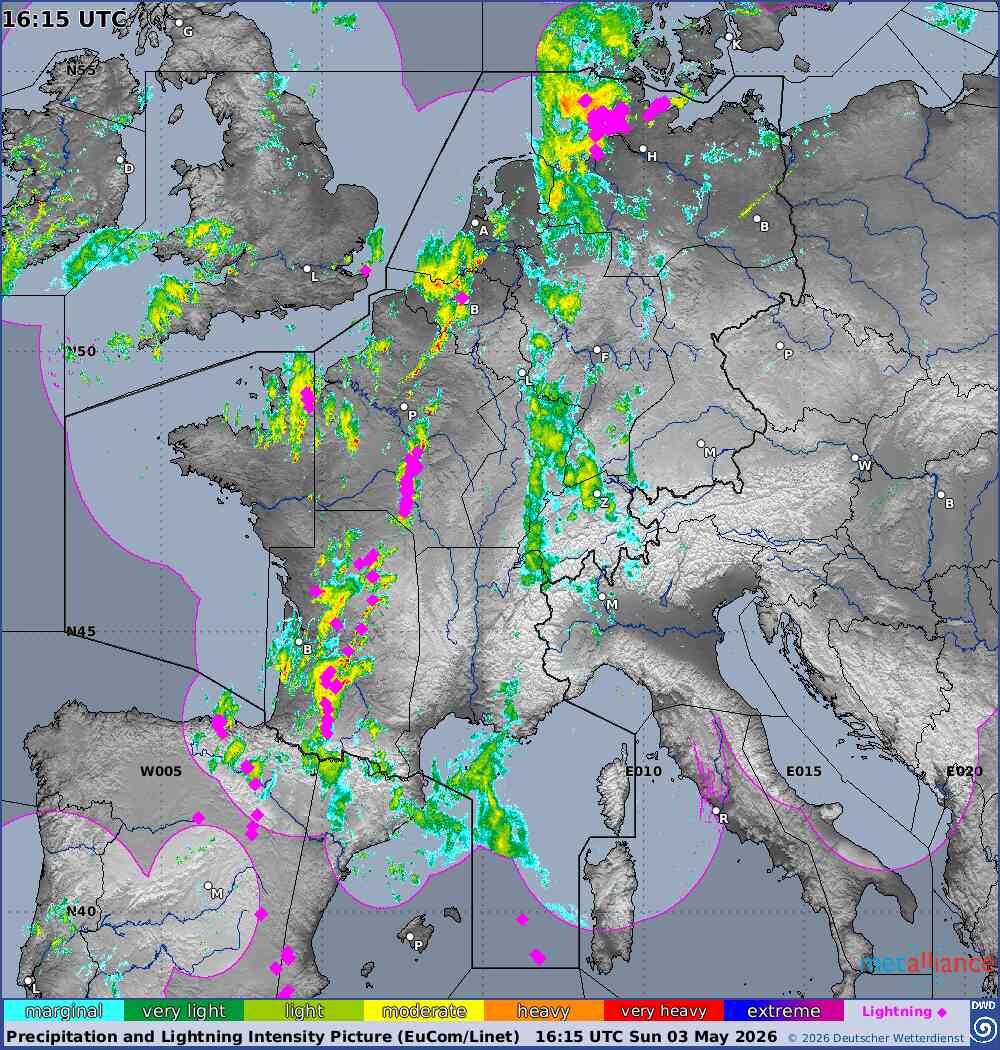 16:15 UTC
G
K
N55
D
H
A
B
L
B
N50
F
P
L
P
M
W
Z
B
M
N45
B
W005
E010
E015
E020
R
M
N40
P
L
metalliance
marginal very light light moderate heavy very heavy extreme Lightning
DWD
Precipitation and Lightning Intensity Picture (EuCom/Linet) 16:15 UTC Sun 03 May 2026 © 2026 Deutscher Wetterdienst